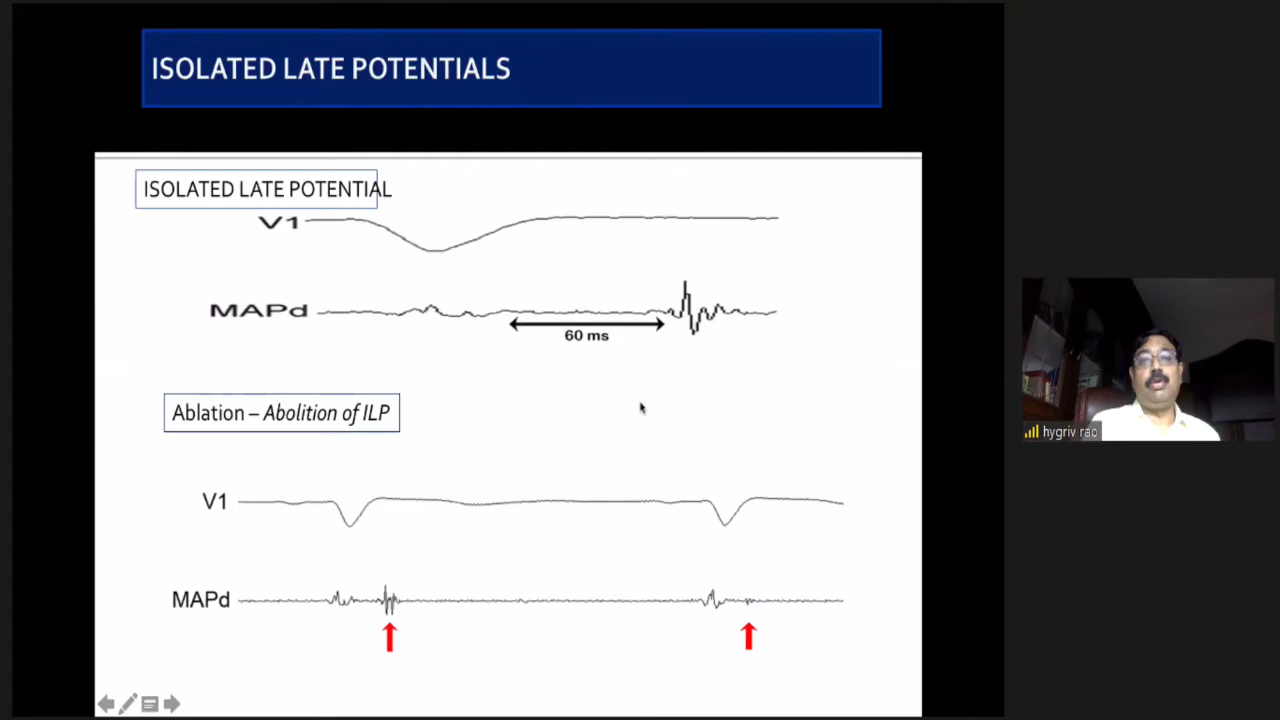 ISOLATED LATE POTENTIALS
ISOLATED LATE POTENTIAL
V1
MAPd
60 ms
Ablation – Abolition of ILP
V1
MAPd
hygriv rao